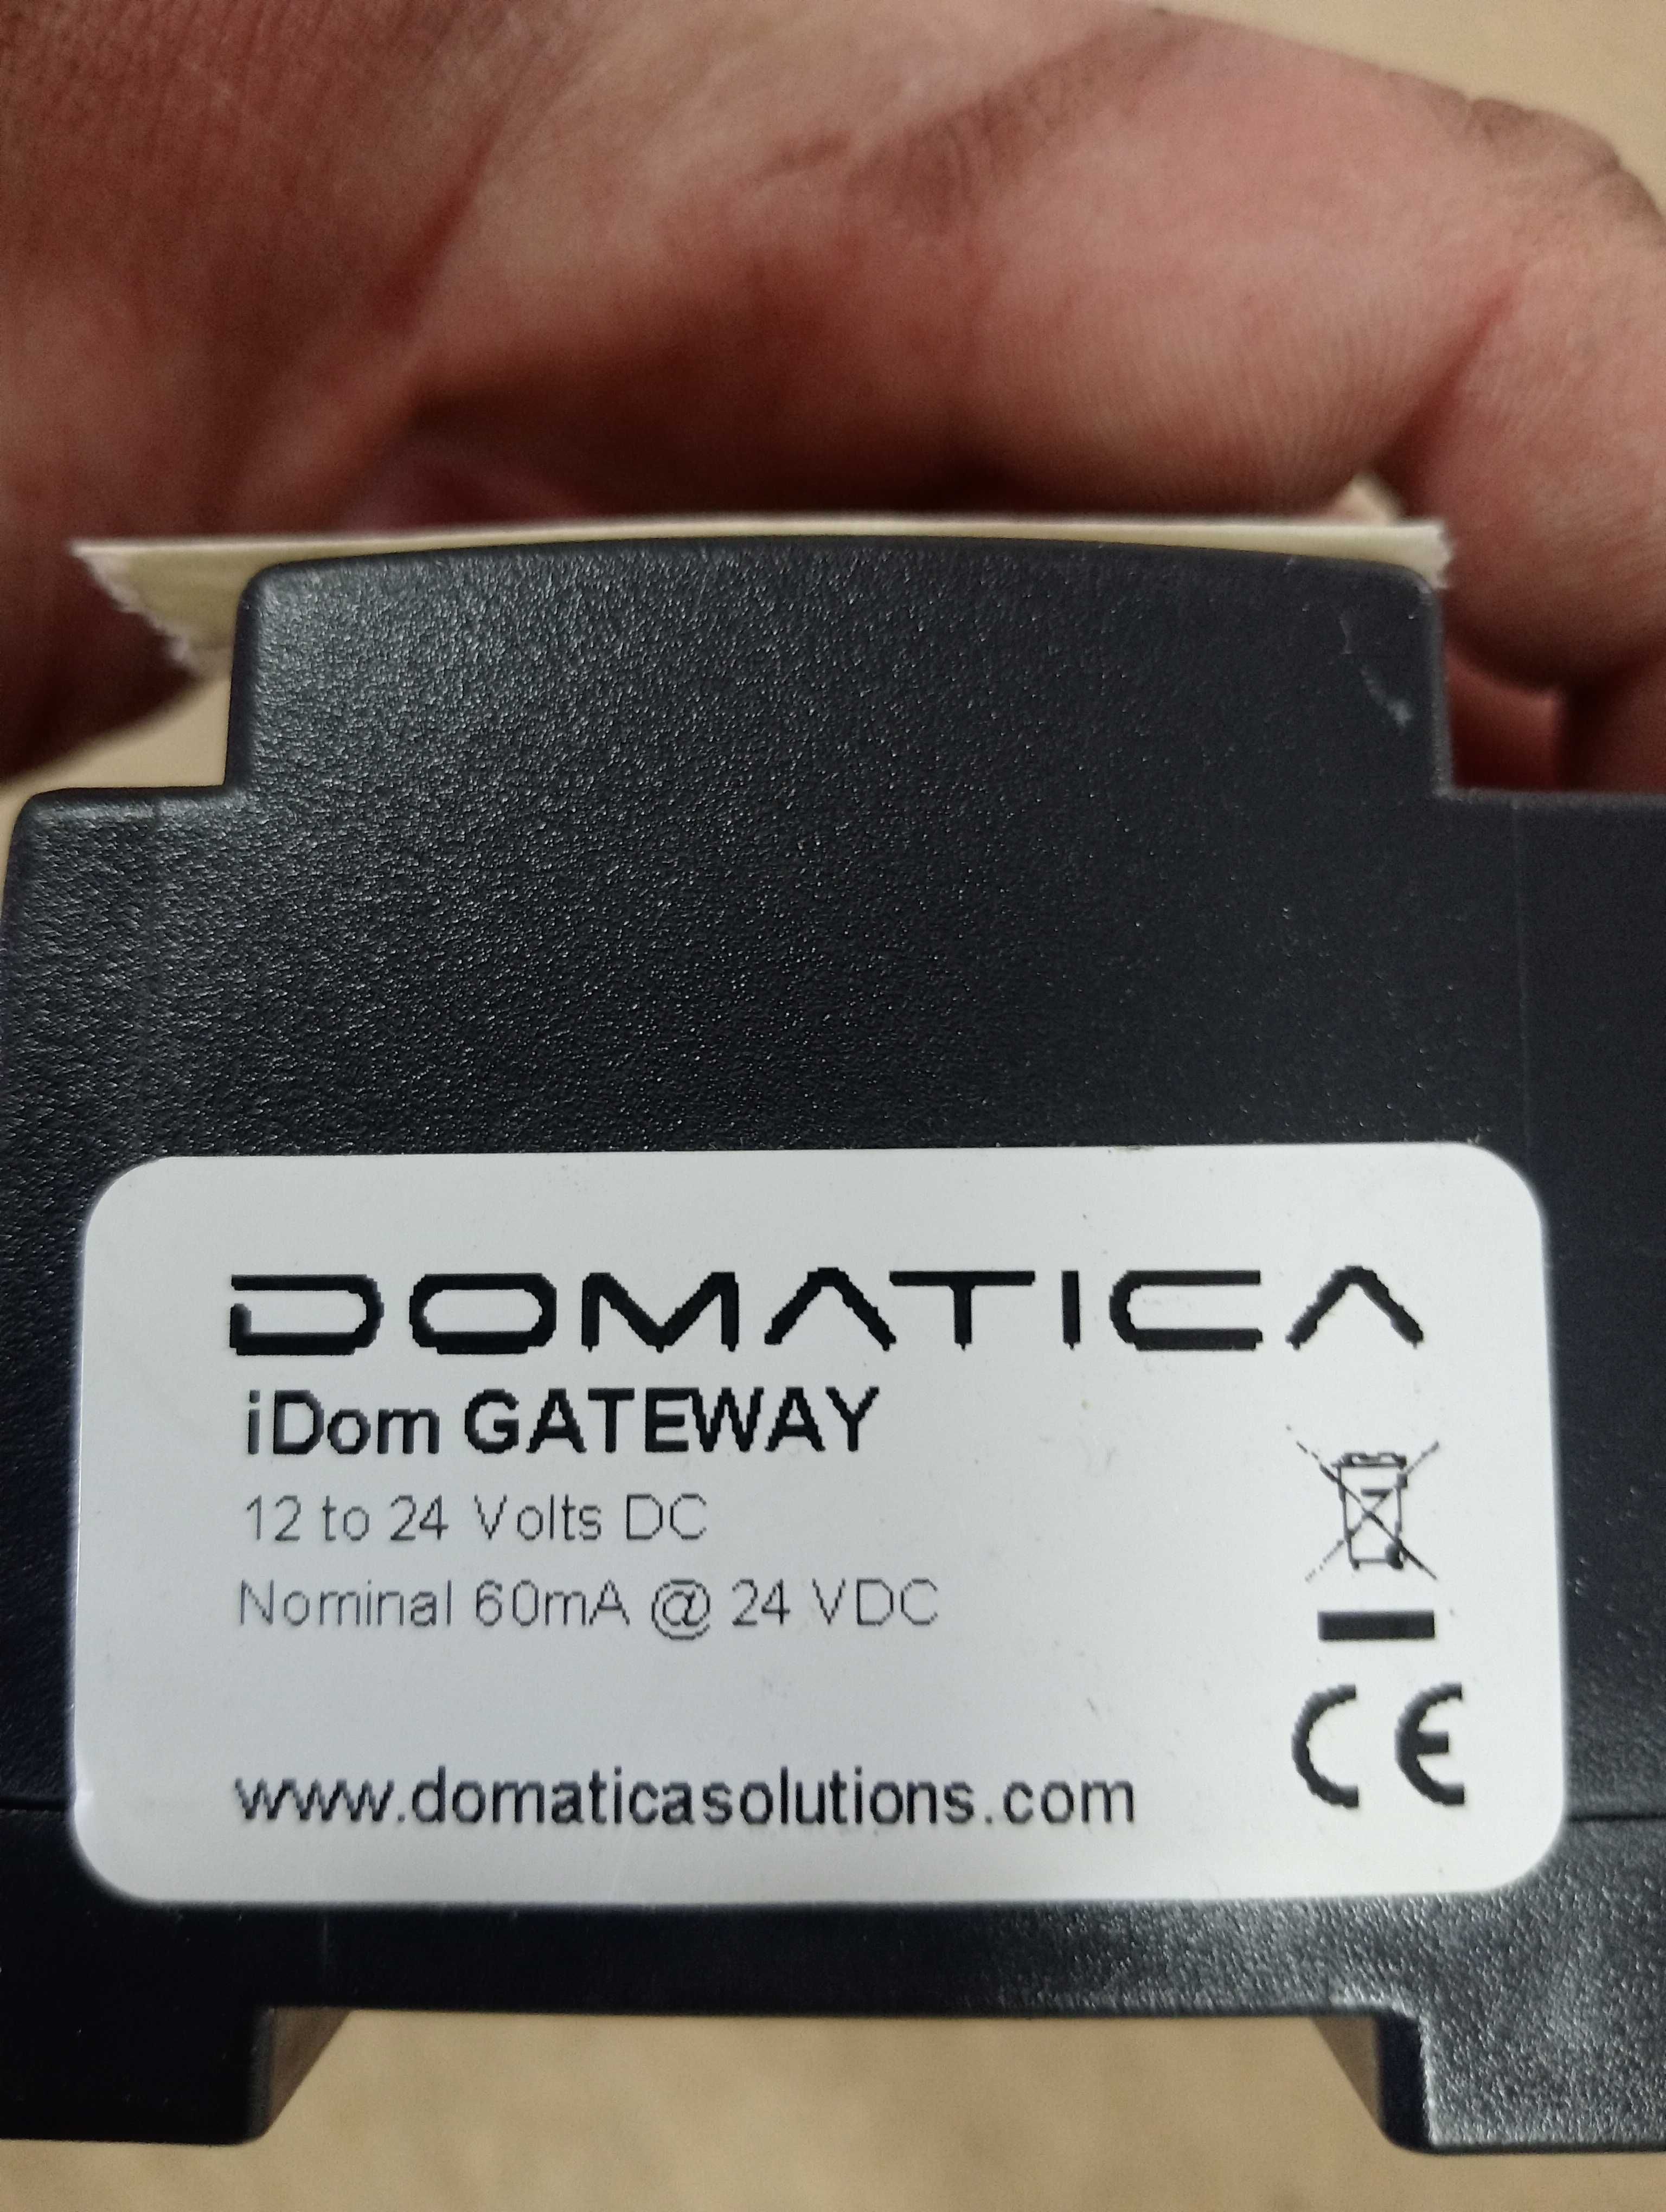 DOMATICA
iDom GATEWAY
12 to 24 Volts DC
Nominal 60mA @ 24 VDC
www.domaticasolutions.com
CE